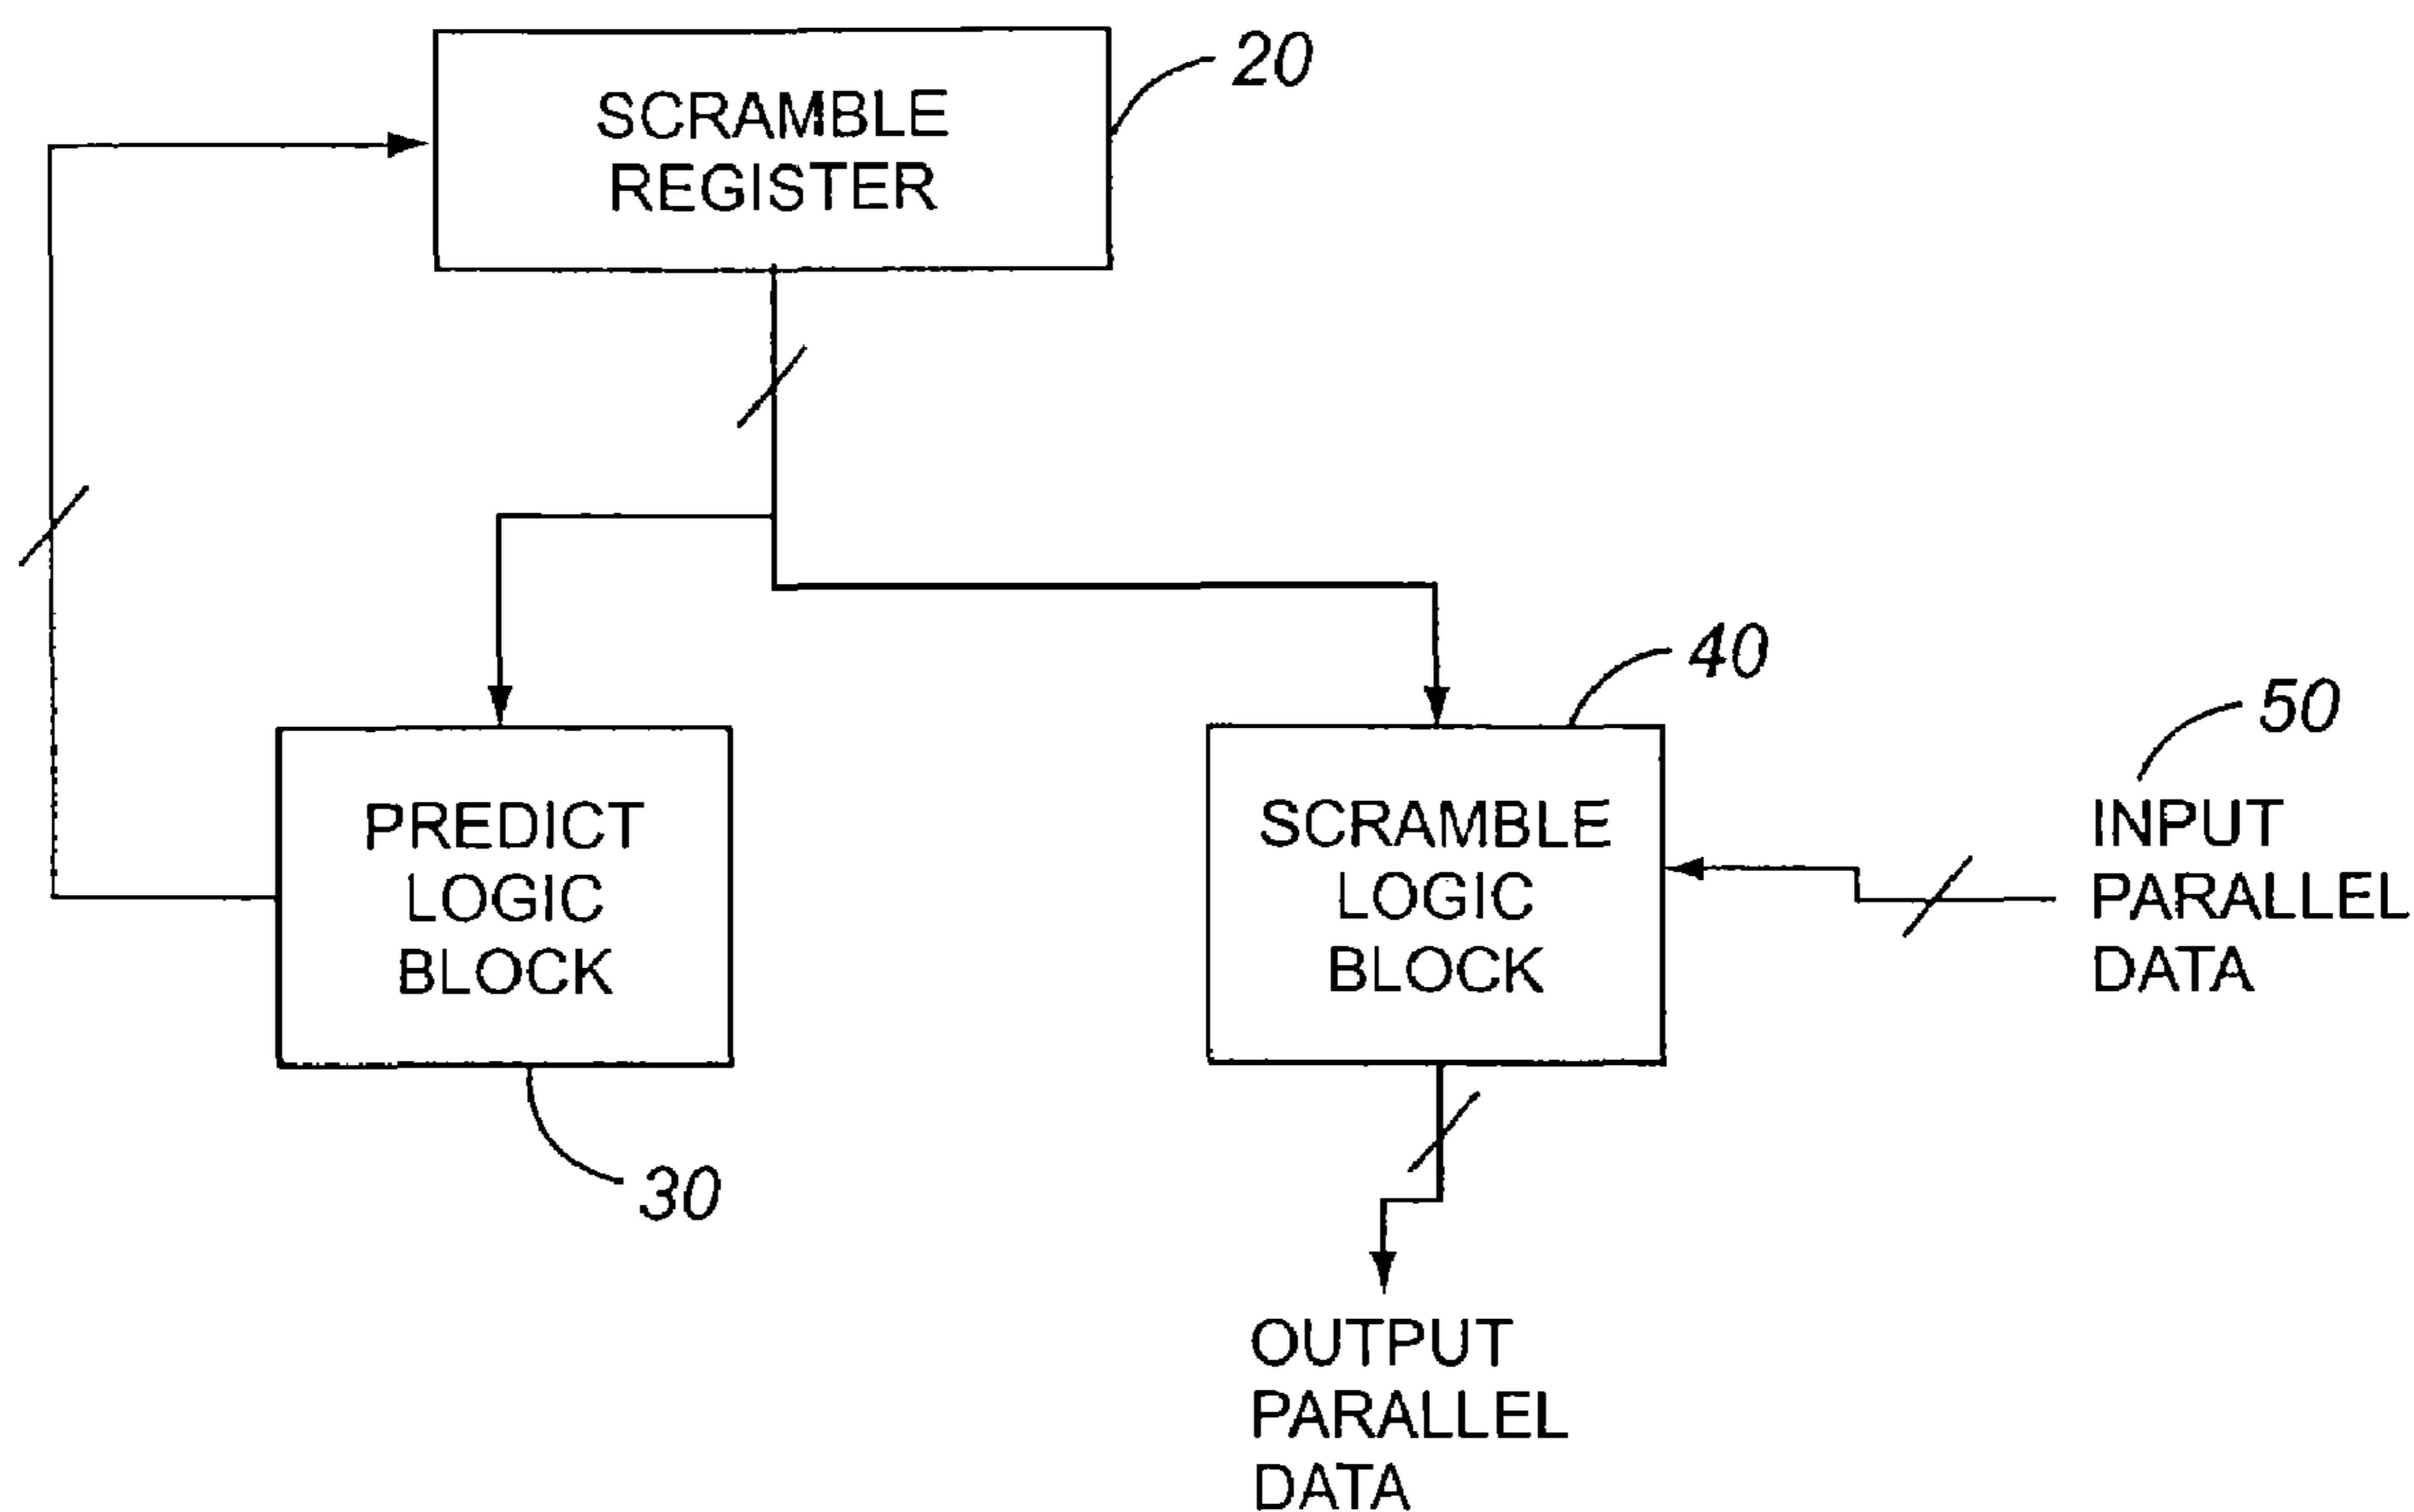 20
SCRAMBLE
REGISTER
40
50
PREDICT
LOGIC
BLOCK
SCRAMBLE
LOGIC
BLOCK
INPUT
PARALLEL
DATA
30
OUTPUT
PARALLEL
DATA